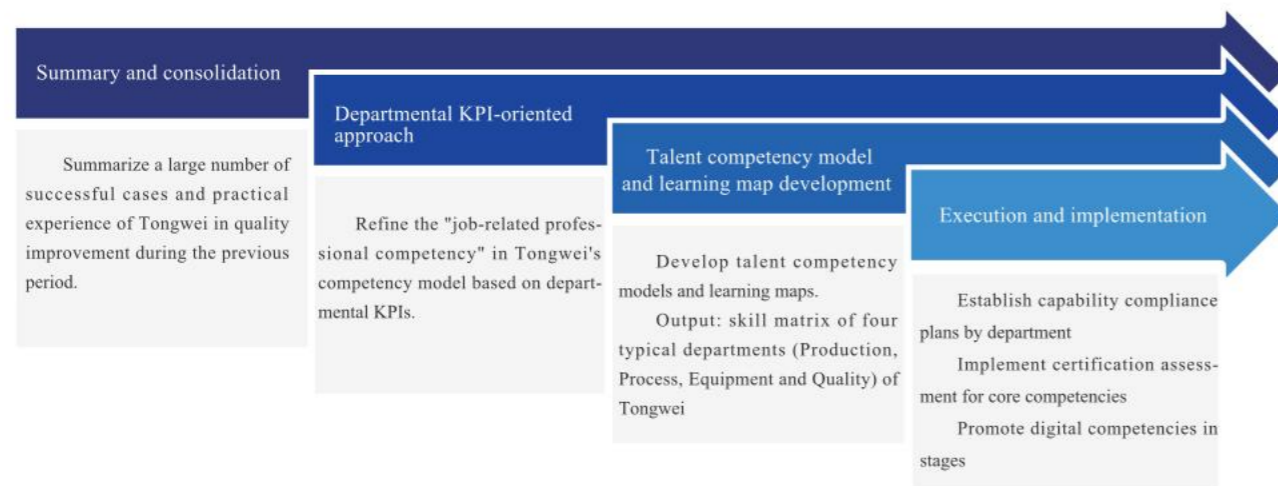 Summary and consolidation
Summarize a large number of
successful cases and practical
experience of Tongwei in quality
improvement during the previous
period.
Departmental KPI-oriented
approach
Refine the "job-related profes-
sional competency" in Tongwei's
competency model based on depart-
mental KPIs.
Talent competency model
and learning map development
Develop talent competency
models and learning maps.
Output: skill matrix of four
typical departments (Production,
Process, Equipment and Quality) of
Tongwei
Execution and implementation
Establish capability compliance
plans by department
Implement certification assess-
ment for core competencies
Promote digital competencies in
stages